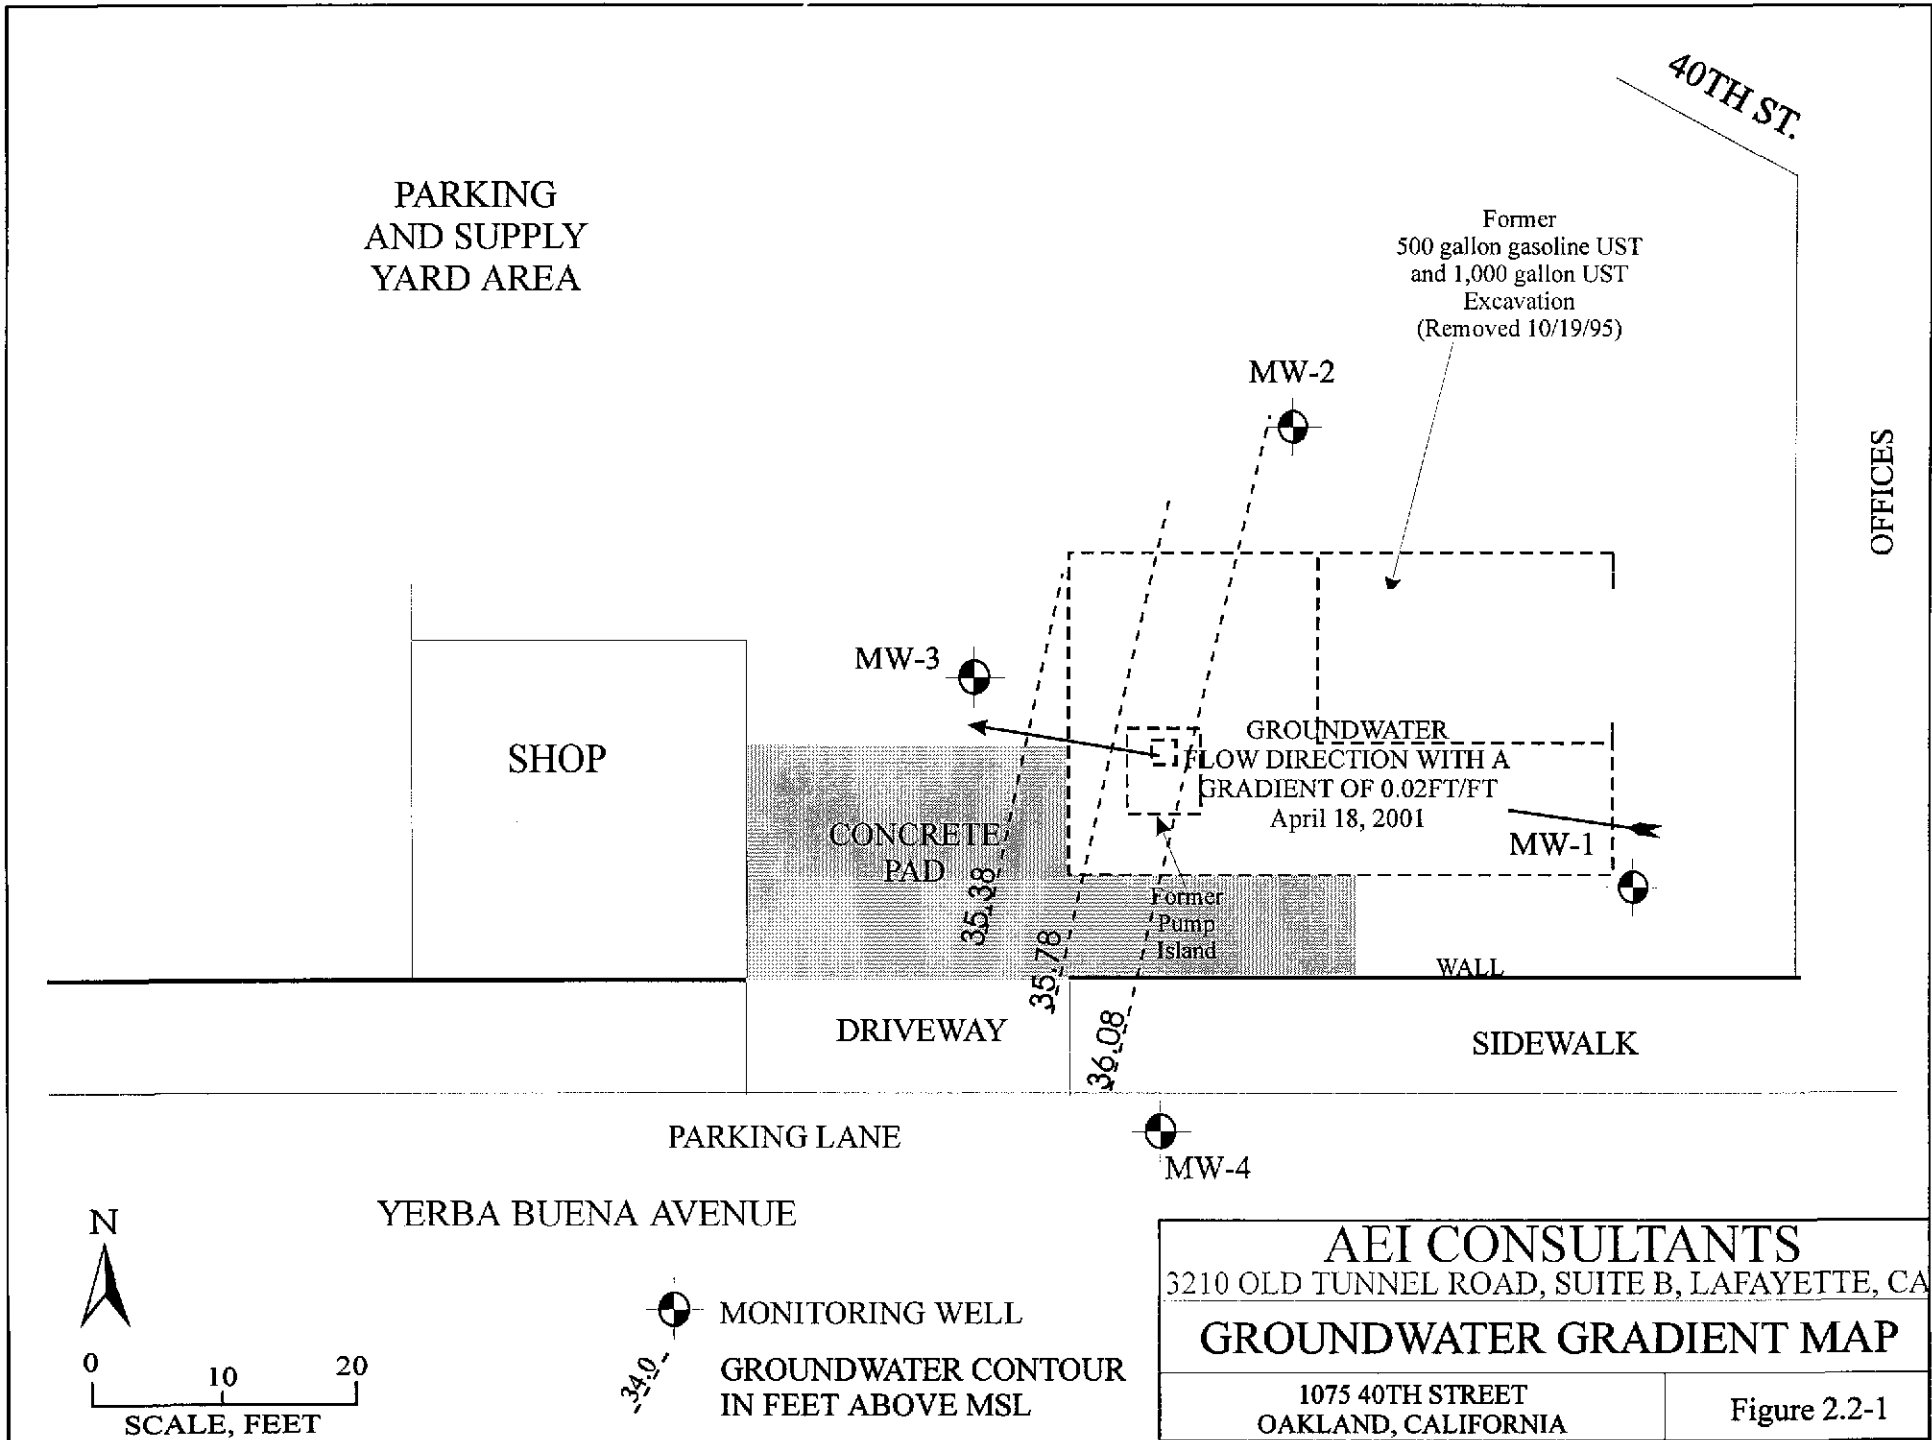 40TH ST.
PARKING
AND SUPPLY
YARD AREA
Former
500 gallon gasoline UST
and 1,000 gallon UST
Excavation
(Removed 10/19/95)
MW-2
OFFICES
MW-3
SHOP
GROUNDWATER
FLOW DIRECTION WITH A
GRADIENT OF 0.02FT/FT
April 18, 2001
CONCRETE
PAD
MW-1
35.38
35.78
36.08
Former
Pump
Island
WALL
DRIVEWAY
SIDEWALK
PARKING LANE
MW-4
YERBA BUENA AVENUE
N
0 10 20
SCALE, FEET
MONITORING WELL
34.0
GROUNDWATER CONTOUR
IN FEET ABOVE MSL
AEI CONSULTANTS
3210 OLD TUNNEL ROAD, SUITE B, LAFAYETTE, CA
GROUNDWATER GRADIENT MAP
1075 40TH STREET
OAKLAND, CALIFORNIA
Figure 2.2-1